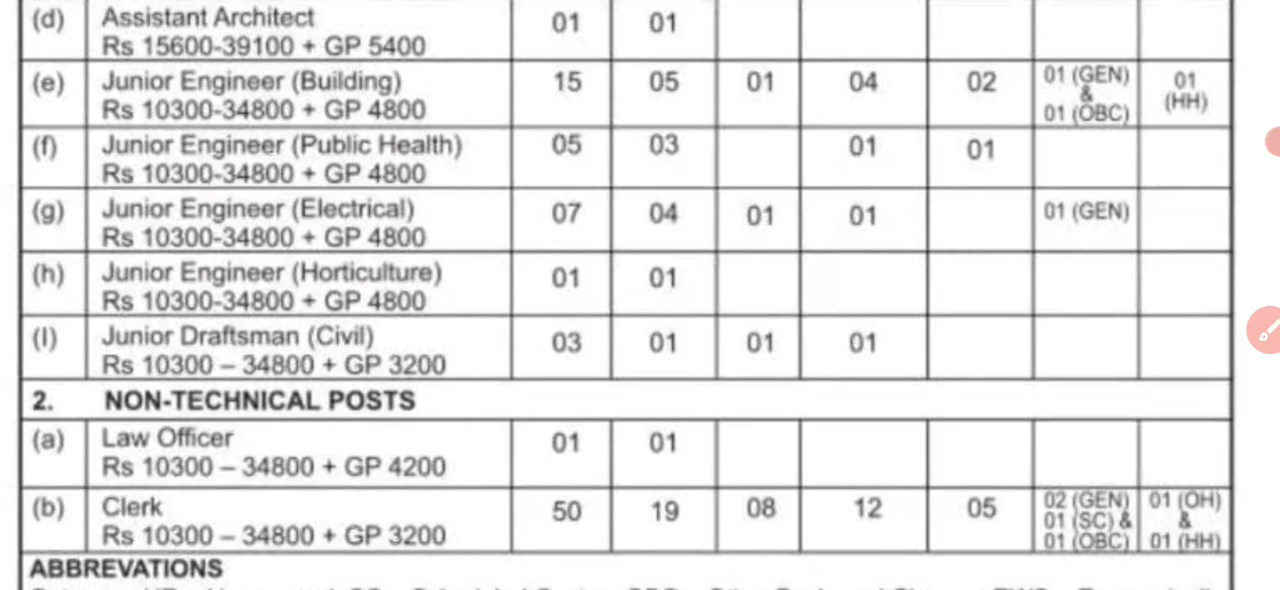 (d) Assistant Architect 01 01
Rs 15600-39100 + GP 5400
(e) Junior Engineer (Building) 15 05 01 04 02 01 (GEN) & 01 (OBC) 01 (HH)
Rs 10300-34800 + GP 4800
(f) Junior Engineer (Public Health) 05 03 01 01
Rs 10300-34800 + GP 4800
(g) Junior Engineer (Electrical) 07 04 01 01 01 (GEN)
Rs 10300-34800 + GP 4800
(h) Junior Engineer (Horticulture) 01 01
Rs 10300-34800 + GP 4800
(I) Junior Draftsman (Civil) 03 01 01 01
Rs 10300 – 34800 + GP 3200
2. NON-TECHNICAL POSTS
(a) Law Officer 01 01
Rs 10300 – 34800 + GP 4200
(b) Clerk 50 19 08 12 05 02 (GEN) 01 (SC) & 01 (OBC) 01 (OH) & 01 (HH)
Rs 10300 – 34800 + GP 3200
ABBREVATIONS